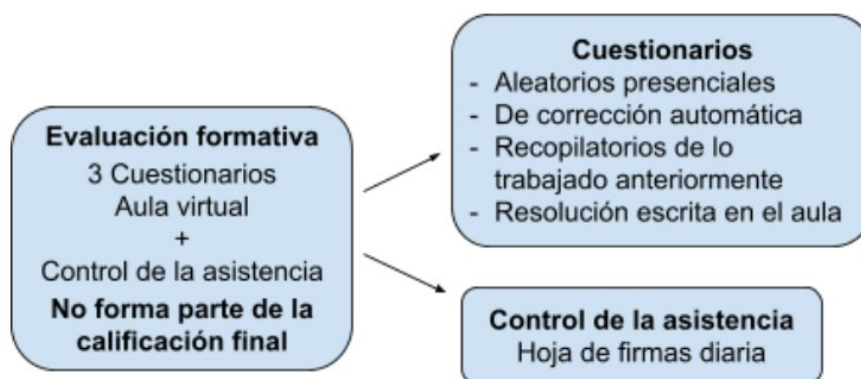 Evaluación formativa
3 Cuestionarios
Aula virtual
+
Control de la asistencia
No forma parte de la
calificación final
Cuestionarios
- Aleatorios presenciales
- De corrección automática
- Recopilatorios de lo
trabajado anteriormente
- Resolución escrita en el aula
Control de la asistencia
Hoja de firmas diaria